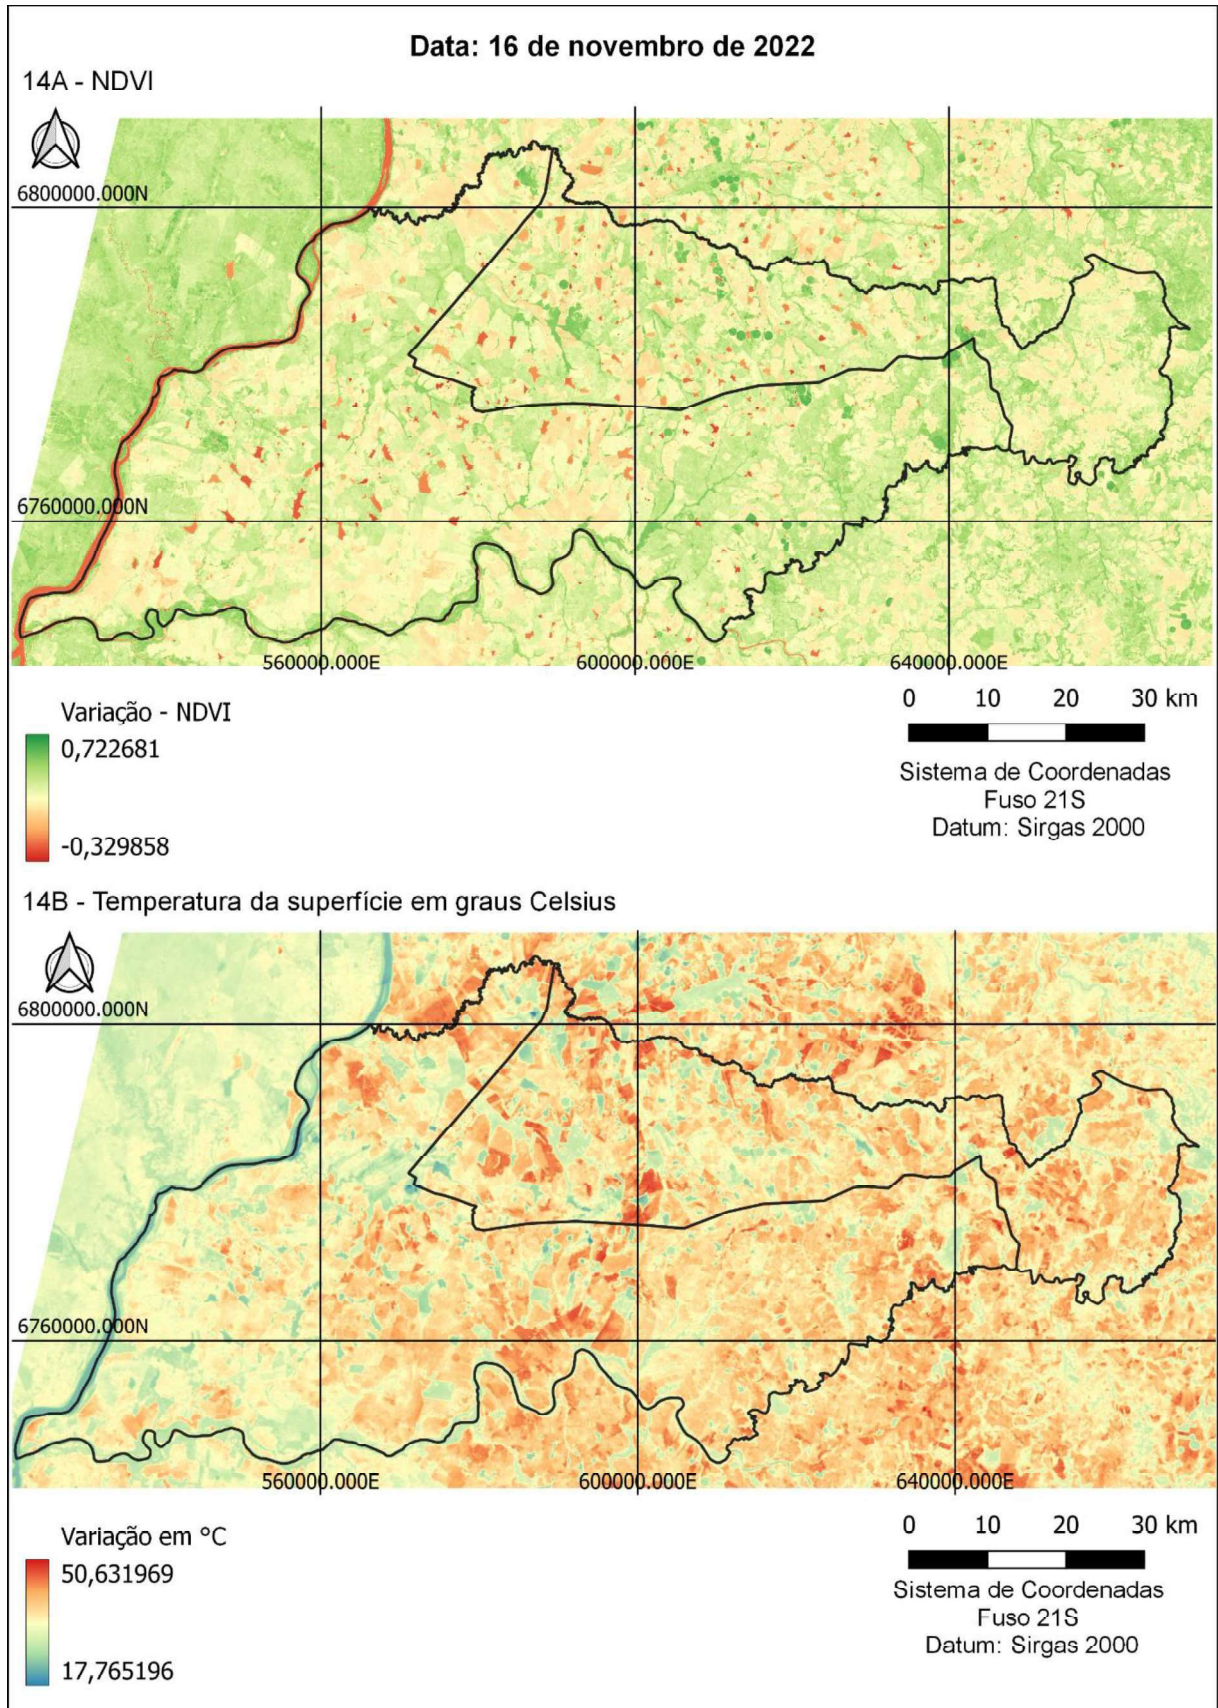 Data: 16 de novembro de 2022
14A - NDVI
6800000.000N
6760000.000N
560000.000E 600000.000E 640000.000E
Variação - NDVI
0,722681
-0,329858
0 10 20 30 km
Sistema de Coordenadas
Fuso 21S
Datum: Sirgas 2000
14B - Temperatura da superfície em graus Celsius
6800000.000N
6760000.000N
560000.000E 600000.000E 640000.000E
Variação em °C
50,631969
17,765196
0 10 20 30 km
Sistema de Coordenadas
Fuso 21S
Datum: Sirgas 2000